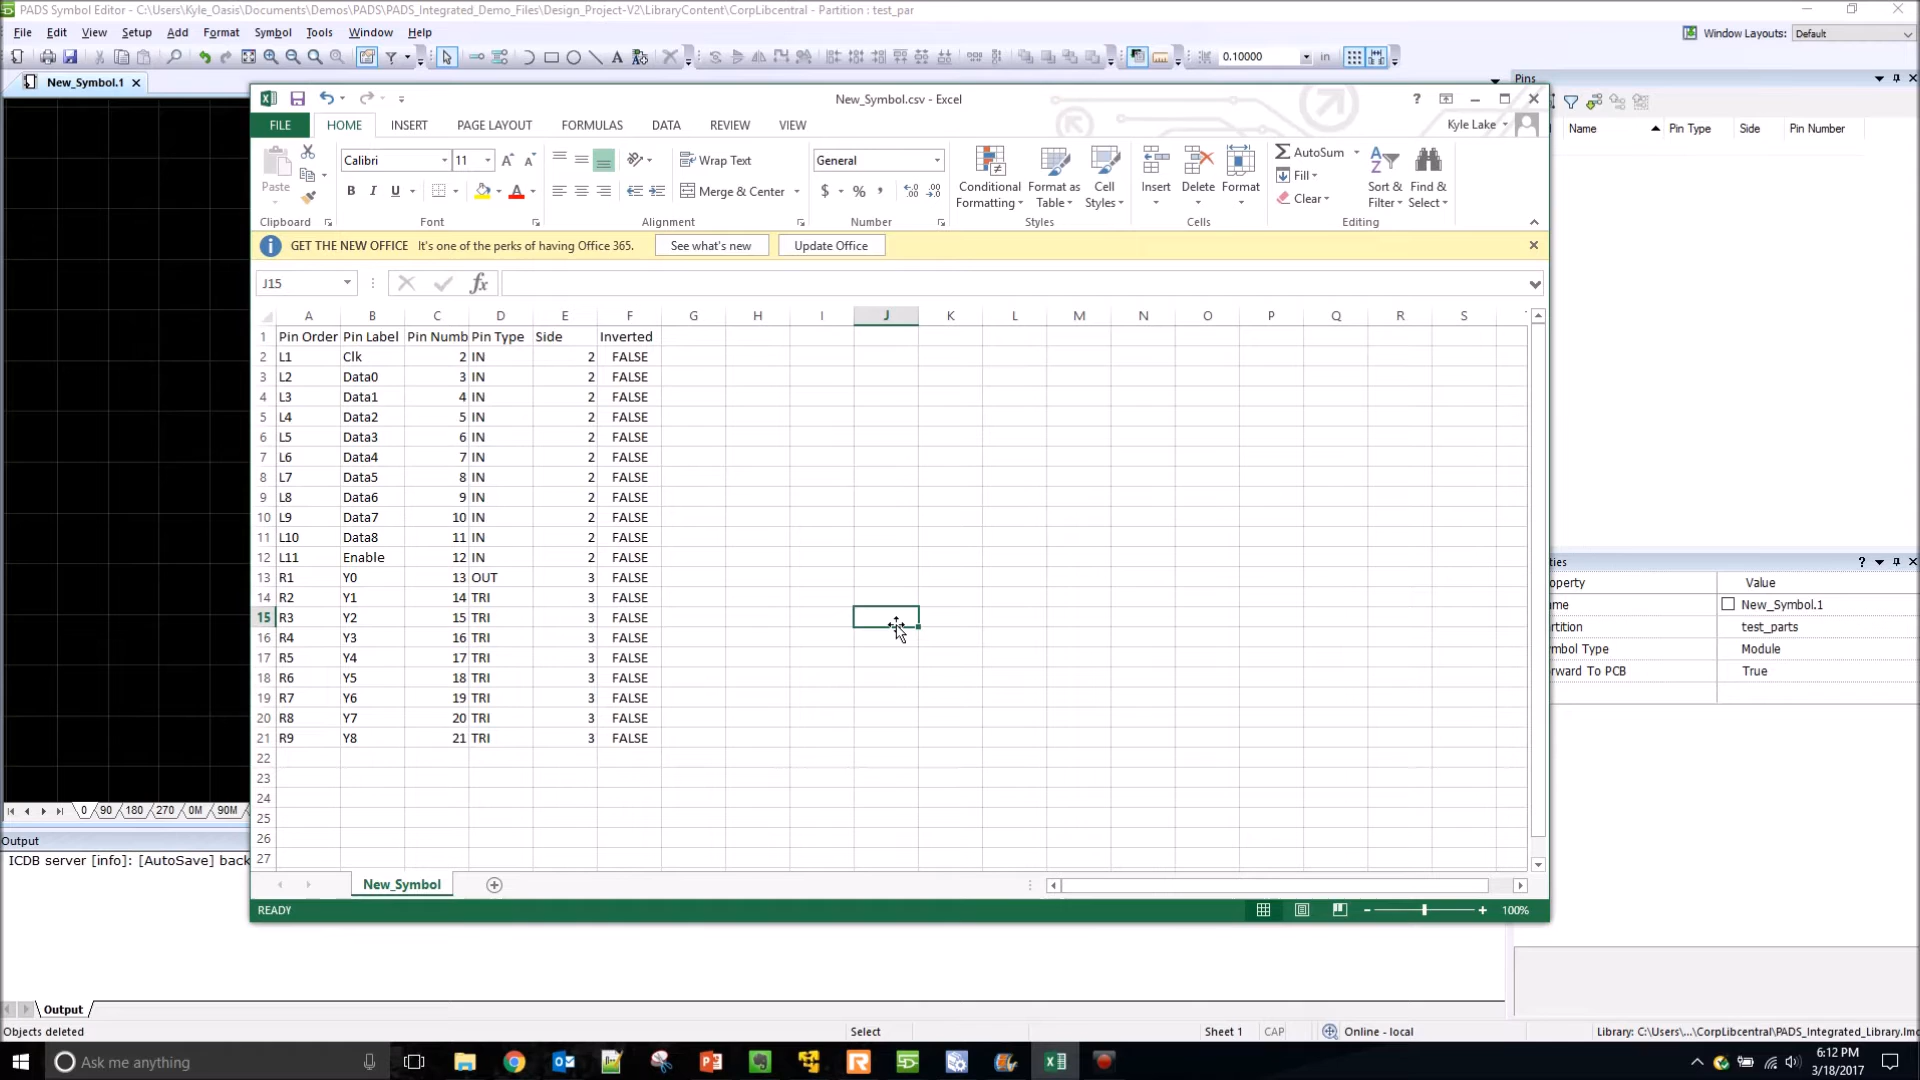 PADS Symbol Editor - C:\Users\Kyle_Oasis\Documents\Demos\PADS\PADS_Integrated_Demo_Files\Design_Project-V2\LibraryContent\CorpLibcentral - Partition : test_par
File Edit View Setup Add Format Symbol Tools Window Help
Window Layouts: Default
0.10000 in
New_Symbol.1
Pins
New_Symbol.csv - Excel
FILE HOME INSERT PAGE LAYOUT FORMULAS DATA REVIEW VIEW
Kyle Lake
Name Pin Type Side Pin Number
Paste
Calibri 11
Wrap Text
Merge & Center
General
$ % ,
Conditional Formatting
Format as Table
Cell Styles
Insert Delete Format
AutoSum
Fill
Clear
Sort & Filter
Find & Select
B I U
Clipboard Font Alignment Number Styles Cells Editing
GET THE NEW OFFICE It's one of the perks of having Office 365. See what's new Update Office
J15 fx
A B C D E F G H I J K L M N O P Q R S
1 Pin Order Pin Label Pin Numb Pin Type Side Inverted
2 L1 Clk 2 IN 2 FALSE
3 L2 Data0 3 IN 2 FALSE
4 L3 Data1 4 IN 2 FALSE
5 L4 Data2 5 IN 2 FALSE
6 L5 Data3 6 IN 2 FALSE
7 L6 Data4 7 IN 2 FALSE
8 L7 Data5 8 IN 2 FALSE
9 L8 Data6 9 IN 2 FALSE
10 L9 Data7 10 IN 2 FALSE
11 L10 Data8 11 IN 2 FALSE
12 L11 Enable 12 IN 2 FALSE
13 R1 Y0 13 OUT 3 FALSE
14 R2 Y1 14 TRI 3 FALSE
15 R3 Y2 15 TRI 3 FALSE
16 R4 Y3 16 TRI 3 FALSE
17 R5 Y4 17 TRI 3 FALSE
18 R6 Y5 18 TRI 3 FALSE
19 R7 Y6 19 TRI 3 FALSE
20 R8 Y7 20 TRI 3 FALSE
21 R9 Y8 21 TRI 3 FALSE
22
23
24
25
26
27
ties
operty Value
ame New_Symbol.1
rtition test_parts
mbol Type Module
rward To PCB True
0 90 180 270 0M 90M
Output
ICDB server [info]: [AutoSave] back
New_Symbol
READY 100%
Output
Objects deleted Select Sheet 1 CAP Online - local Library: C:\Users\...\CorpLibcentral\PADS_Integrated_Library.lmc
Ask me anything
6:12 PM
3/18/2017